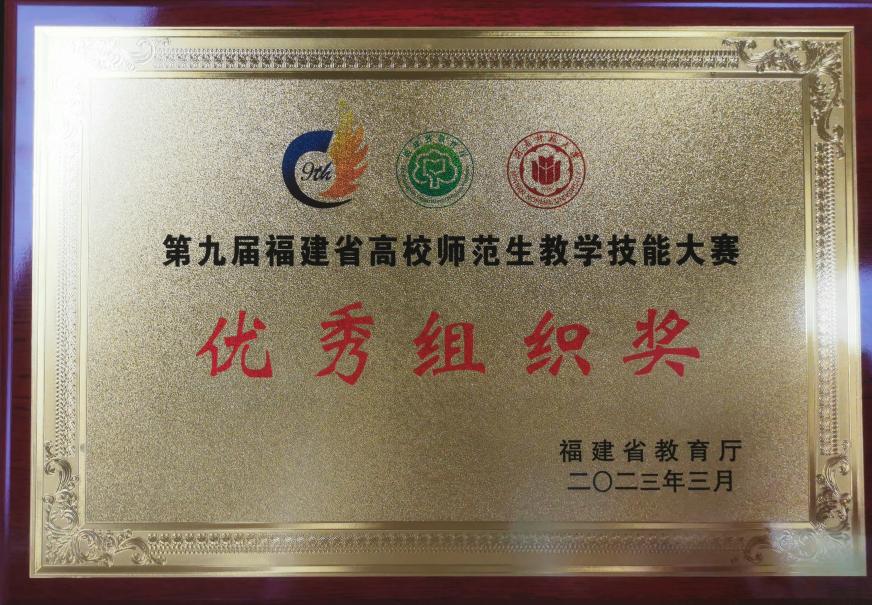 9th
第九届福建省高校师范生教学技能大赛
优秀组织奖
福建省教育厅
二〇二三年三月